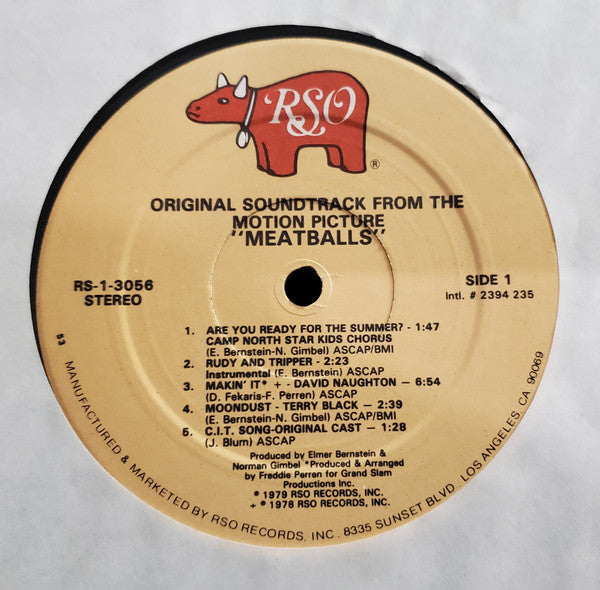 RSO
®
ORIGINAL SOUNDTRACK FROM THE
MOTION PICTURE
"MEATBALLS"
RS-1-3056
STEREO
SIDE 1
Intl. # 2394 235
1. ARE YOU READY FOR THE SUMMER? - 1:47
CAMP NORTH STAR KIDS CHORUS
(E. Bernstein-N. Gimbel) ASCAP/BMI
2. RUDY AND TRIPPER - 2:23
Instrumental (E. Bernstein) ASCAP
3. MAKIN' IT* + - DAVID NAUGHTON — 6:54
(D. Fekaris-F. Perren) ASCAP
4. MOONDUST - TERRY BLACK — 2:39
(E. Bernstein-N. Gimbel) ASCAP/BMI
5. C.I.T. SONG-ORIGINAL CAST — 1:28
(J. Blum) ASCAP
Produced by Elmer Bernstein &
Norman Gimbel *Produced & Arranged
by Freddie Perren for Grand Slam
Productions Inc.
℗ 1979 RSO RECORDS, INC.
+ ℗ 1978 RSO RECORDS, INC.
53
MANUFACTURED & MARKETED BY RSO RECORDS, INC., 8335 SUNSET BLVD., LOS ANGELES, CA. 90069